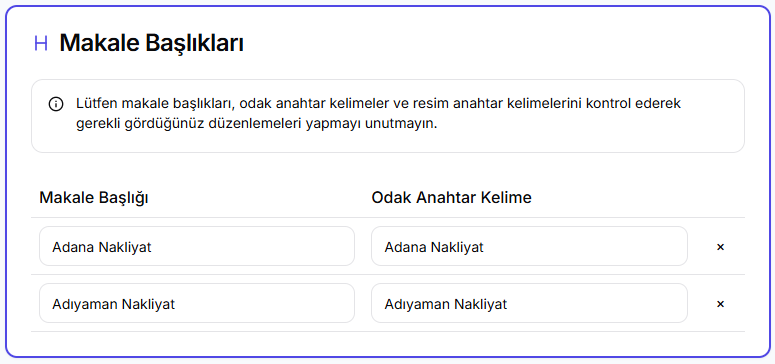 Makale Başlıkları
Lütfen makale başlıkları, odak anahtar kelimeler ve resim anahtar kelimelerini kontrol ederek
gerekli gördüğünüz düzenlemeleri yapmayı unutmayın.
Makale Başlığı Odak Anahtar Kelime
Adana Nakliyat Adana Nakliyat
Adıyaman Nakliyat Adıyaman Nakliyat